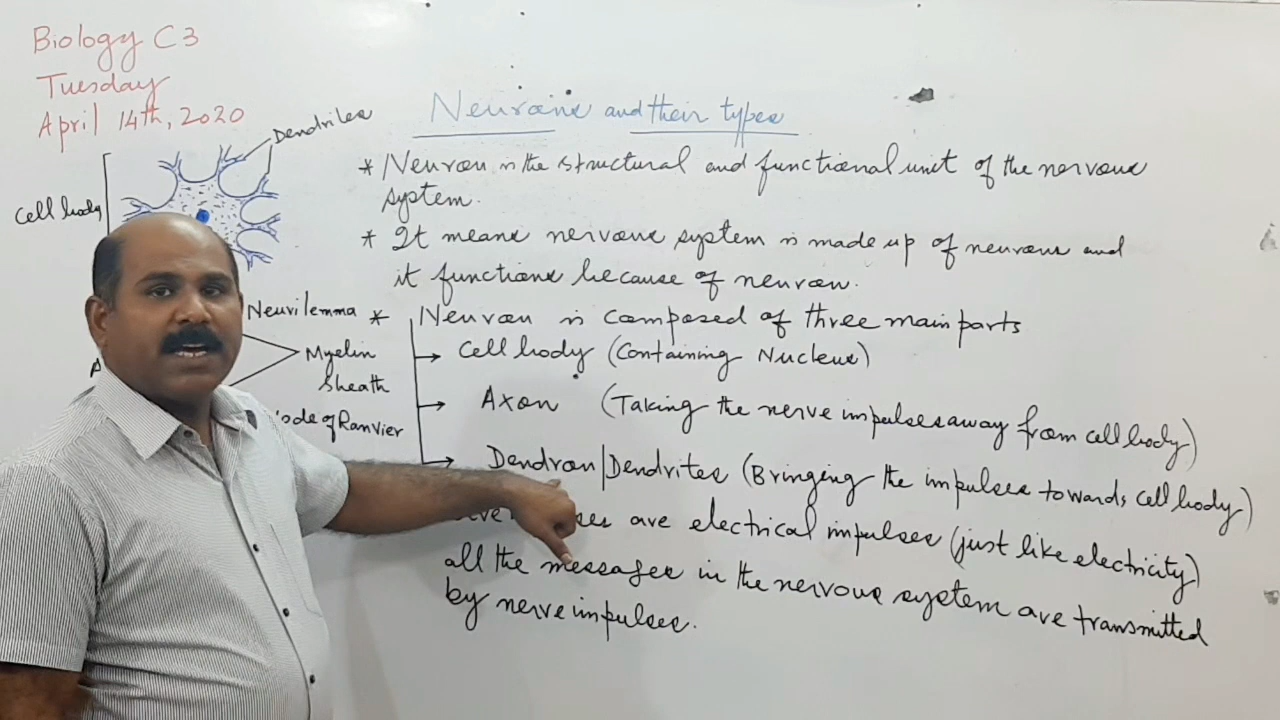 Biology C3
Tuesday
April 14th, 2020
Neurons and their types
Dendrites
Cell body
* Neuron is the structural and functional unit of the nervous
system.
* It means nervous system is made up of neurons and
it functions because of neuron.
Neurilemma
Myelin
Sheath
ode of Ranvier
* Neuron is composed of three main parts
Cell body (Containing Nucleus)
Axon (Taking the nerve impulses away from cell body)
Dendron/Dendrites (Bringing the impulses towards cell body)
are electrical impulses (just like electricity)
all the messages in the nervous system are transmitted
by nerve impulses.